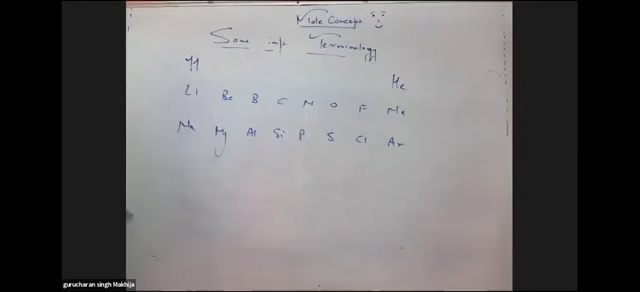 Mole Concept
Some imp Terminology
H He
Li Be B C N O F Ne
Na Mg Al Si P S Cl Ar
gurucharan singh Makhija